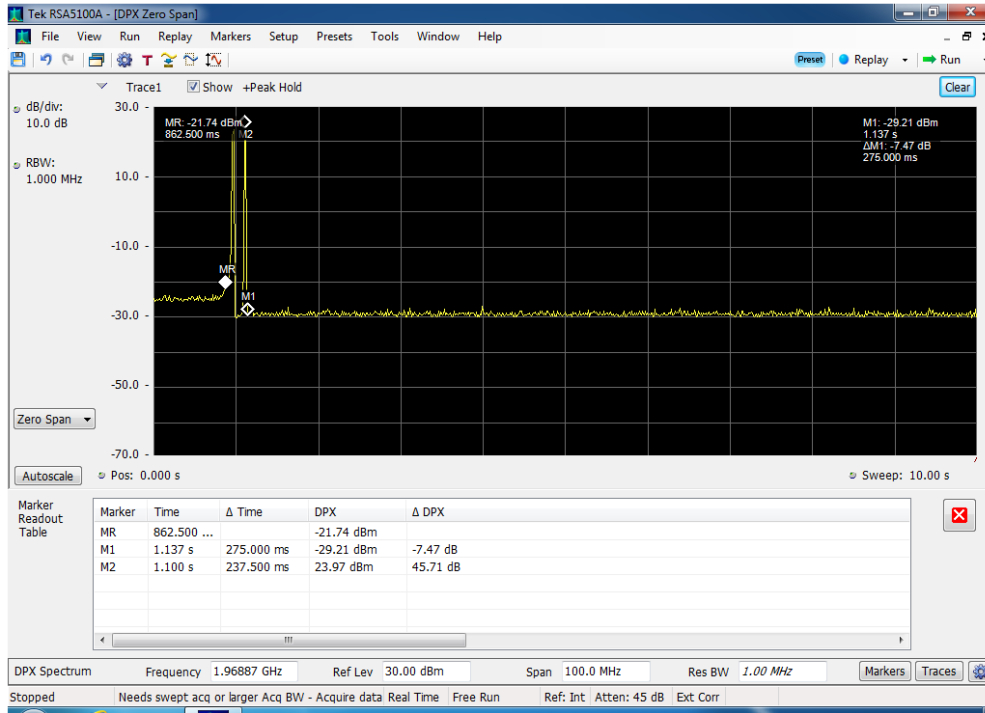 Tek RSA5100A - [DPX Zero Span]
File View Run Replay Markers Setup Presets Tools Window Help
T Preset Replay Run
Trace1 Show +Peak Hold Clear
dB/div:
10.0 dB
RBW:
1.000 MHz
30.0 -
10.0 -
-10.0 -
-30.0 -
-50.0 -
-70.0 -
MR: -21.74 dBm
862.500 ms M2
M1: -29.21 dBm
1.137 s
ΔM1: -7.47 dB
275.000 ms
MR
M1
Zero Span
Autoscale Pos: 0.000 s Sweep: 10.00 s
Marker
Readout
Table
Marker Time Δ Time DPX Δ DPX
MR 862.500 ... -21.74 dBm
M1 1.137 s 275.000 ms -29.21 dBm -7.47 dB
M2 1.100 s 237.500 ms 23.97 dBm 45.71 dB
DPX Spectrum Frequency 1.96887 GHz Ref Lev 30.00 dBm Span 100.0 MHz Res BW 1.00 MHz Markers Traces
Stopped Needs swept acq or larger Acq BW - Acquire data Real Time Free Run Ref: Int Atten: 45 dB Ext Corr